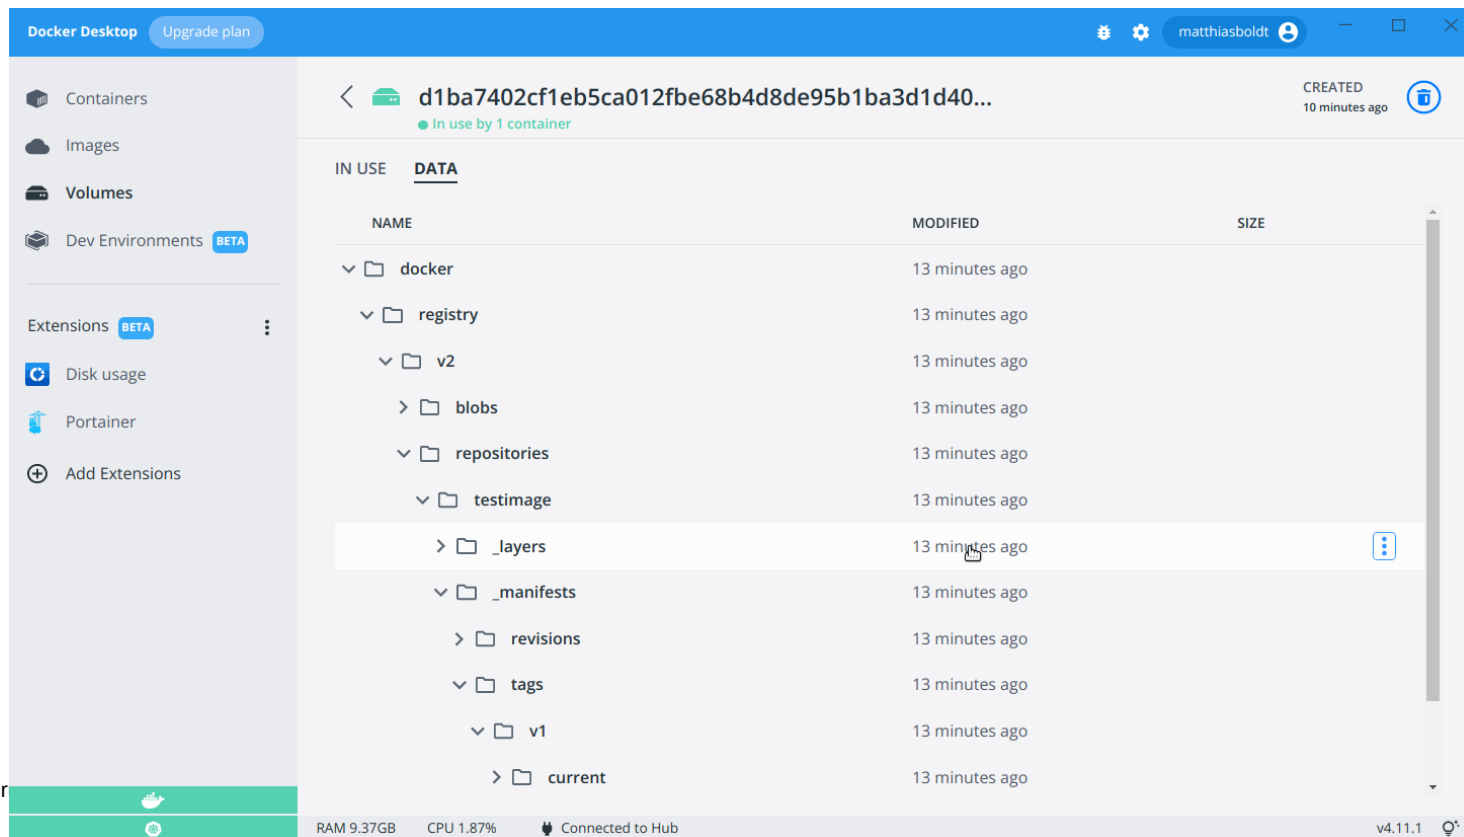 Docker Desktop Upgrade plan matthiasboldt
Containers
Images
Volumes
Dev Environments BETA
Extensions BETA
Disk usage
Portainer
Add Extensions
d1ba7402cf1eb5ca012fbe68b4d8de95b1ba3d1d40...
In use by 1 container
CREATED
10 minutes ago
IN USE DATA
NAME MODIFIED SIZE
docker 13 minutes ago
registry 13 minutes ago
v2 13 minutes ago
blobs 13 minutes ago
repositories 13 minutes ago
testimage 13 minutes ago
_layers 13 minutes ago
_manifests 13 minutes ago
revisions 13 minutes ago
tags 13 minutes ago
v1 13 minutes ago
current 13 minutes ago
r
RAM 9.37GB CPU 1.87% Connected to Hub v4.11.1